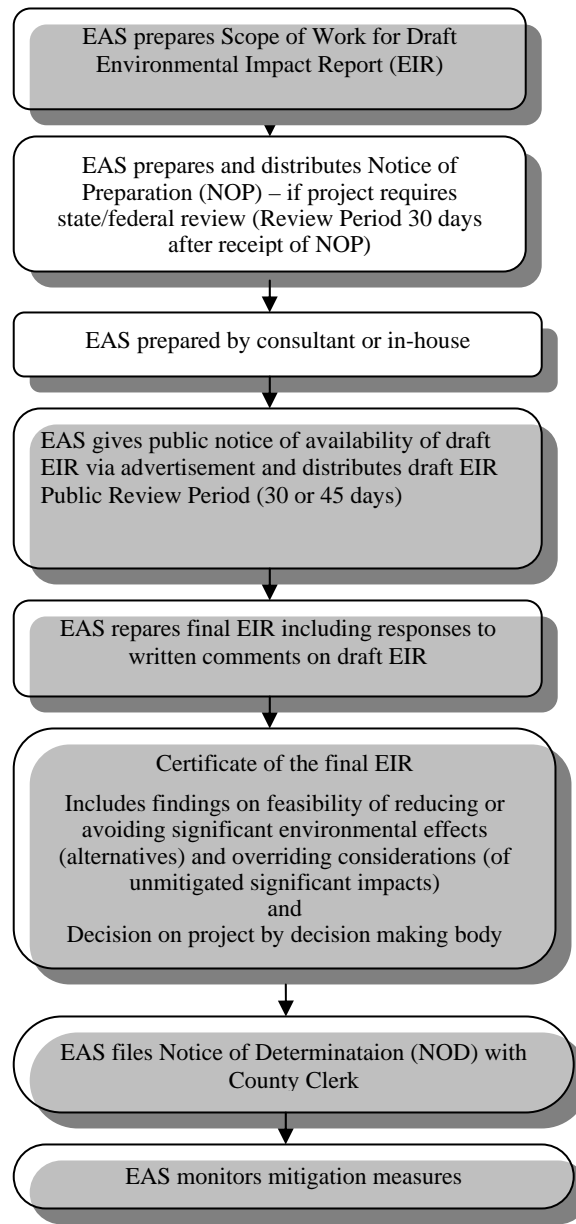 EAS prepares Scope of Work for Draft
Environmental Impact Report (EIR)
EAS prepares and distributes Notice of
Preparation (NOP) – if project requires
state/federal review (Review Period 30 days
after receipt of NOP)
EAS prepared by consultant or in-house
EAS gives public notice of availability of draft
EIR via advertisement and distributes draft EIR
Public Review Period (30 or 45 days)
EAS repares final EIR including responses to
written comments on draft EIR
Certificate of the final EIR
Includes findings on feasibility of reducing or
avoiding significant environmental effects
(alternatives) and overriding considerations (of
unmitigated significant impacts)
and
Decision on project by decision making body
EAS files Notice of Determinataion (NOD) with
County Clerk
EAS monitors mitigation measures